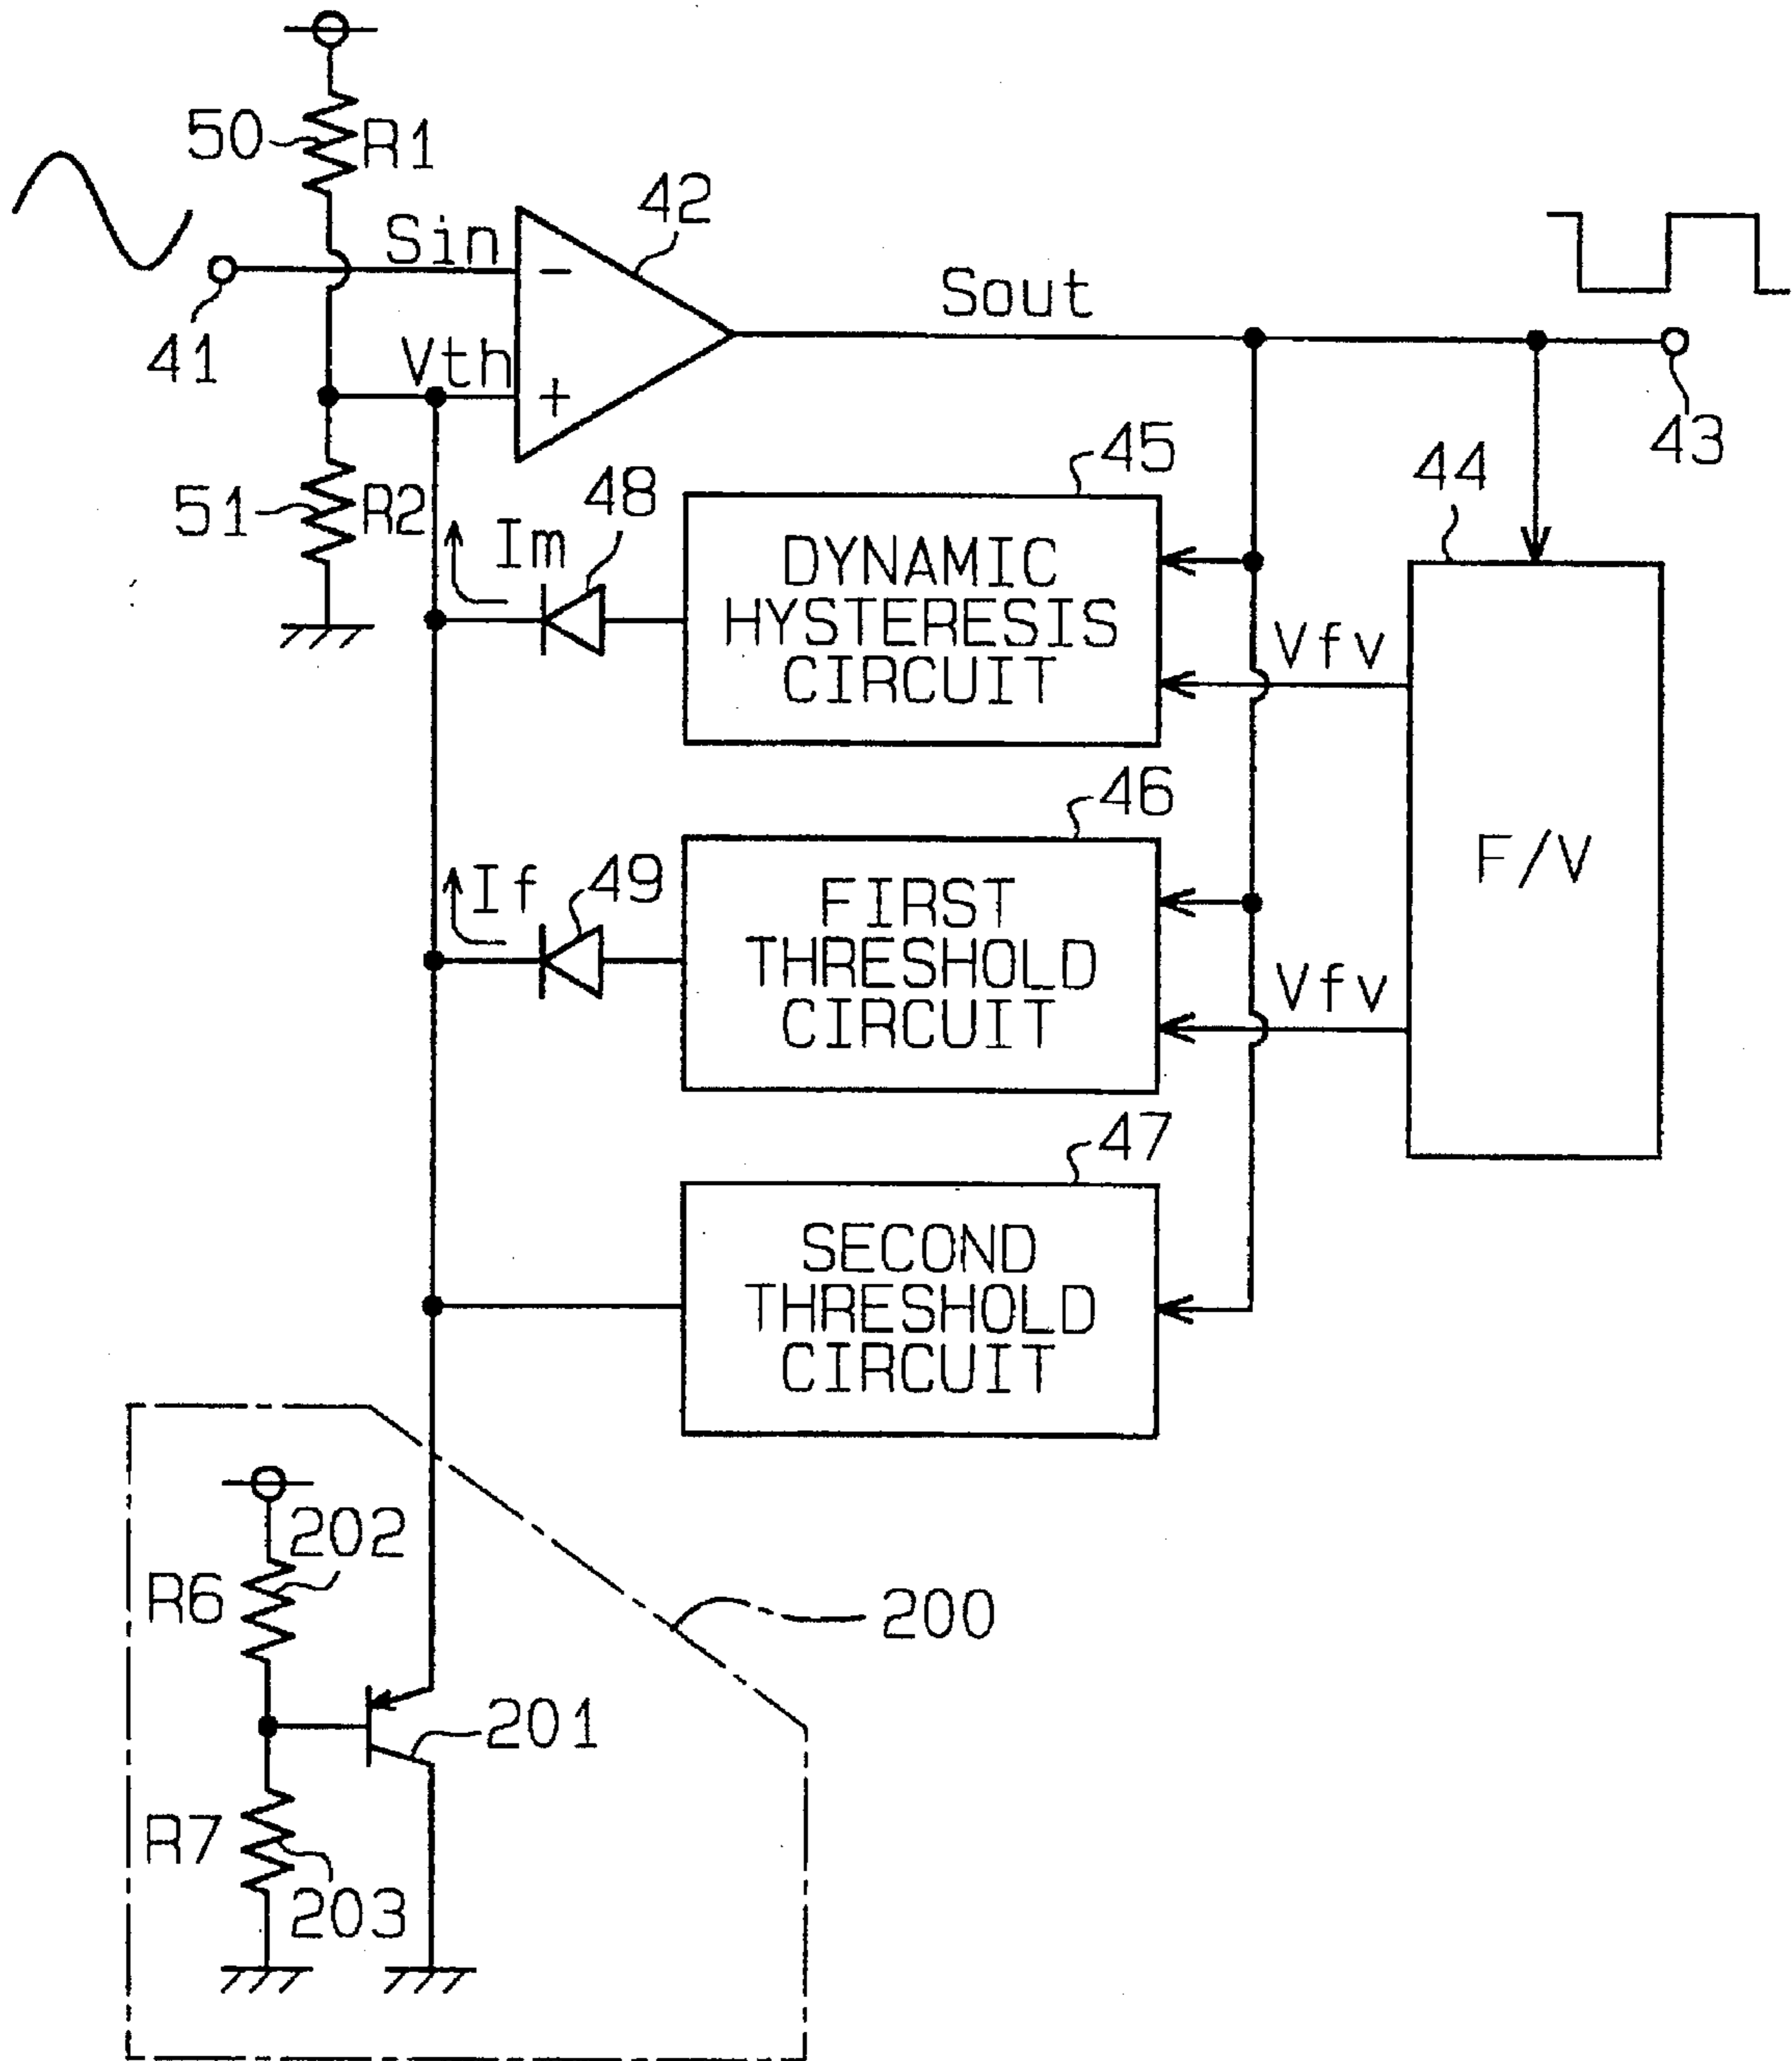 50
R1
42
Sin
-
Sout
41
Vth
+
43
45
44
51
R2
48
Im
DYNAMIC
HYSTERESIS
CIRCUIT
Vfv
46
F/V
If
49
FIRST
THRESHOLD
CIRCUIT
Vfv
47
SECOND
THRESHOLD
CIRCUIT
202
R6
200
201
R7
203